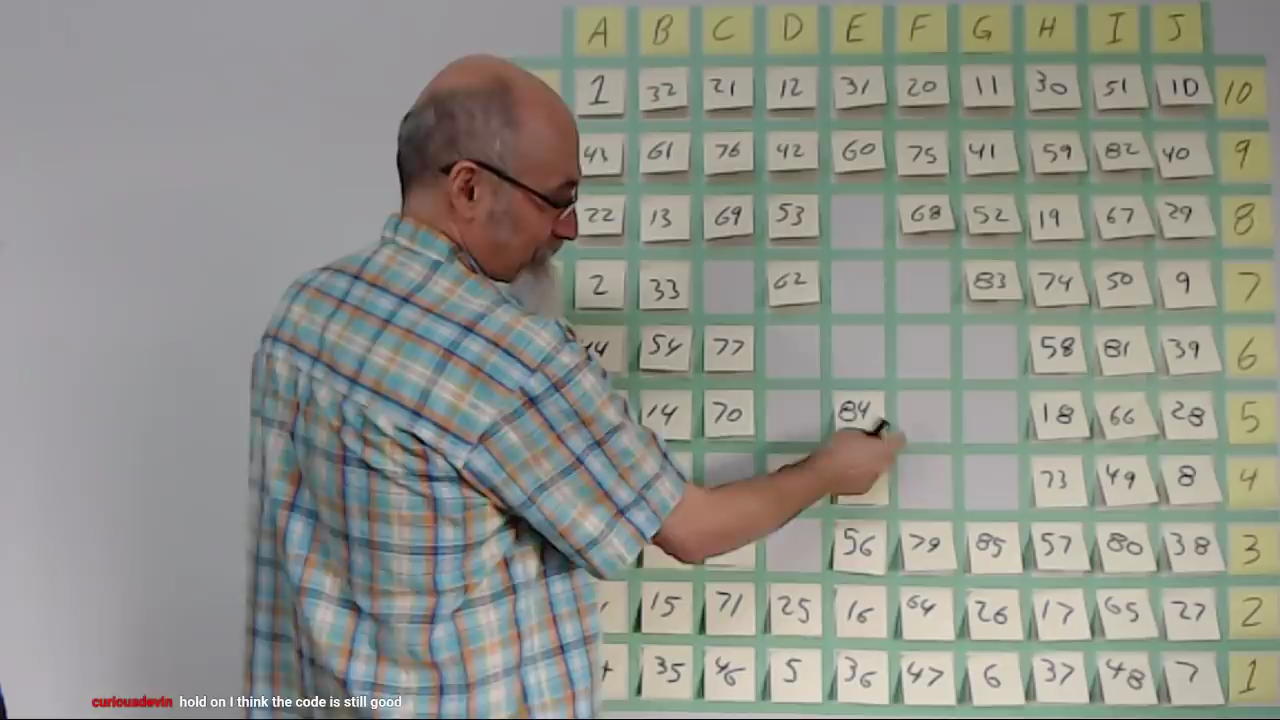 A B C D E F G H I J
1 32 21 12 31 20 11 30 51 10 10
43 61 76 42 60 75 41 59 82 40 9
22 13 69 53 68 52 19 67 29 8
2 33 62 83 74 50 9 7
54 77 58 81 39 6
14 70 84 18 66 28 5
73 49 8 4
56 79 85 57 80 38 3
15 71 25 16 64 26 17 65 27 2
35 46 5 36 47 6 37 48 7 1
curiousdevin hold on I think the code is still good